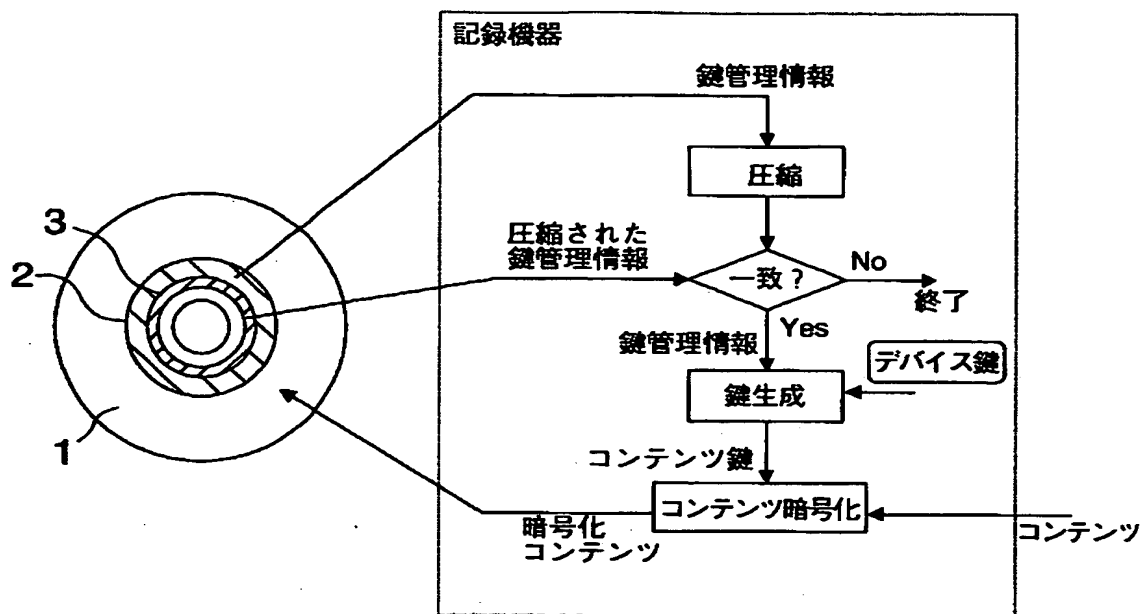 記録機器
鍵管理情報
圧縮
3
圧縮された
鍵管理情報
2
一致?
No
終了
Yes
鍵管理情報
デバイス鍵
鍵生成
1
コンテンツ鍵
コンテンツ暗号化
暗号化
コンテンツ
コンテンツ